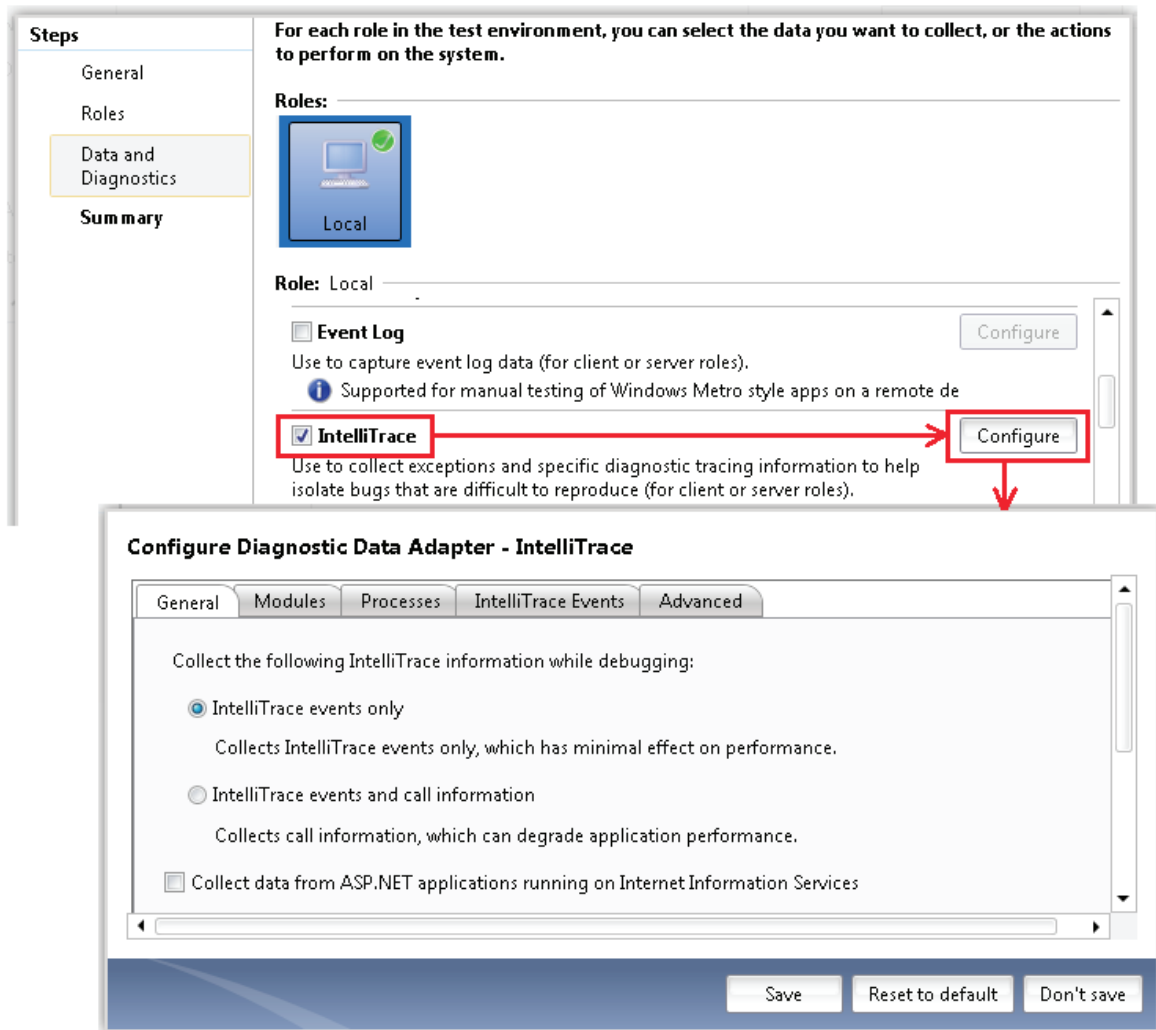 Steps
General
Roles
Data and
Diagnostics
Summary
For each role in the test environment, you can select the data you want to collect, or the actions
to perform on the system.
Roles:
Local
Role: Local
Event Log
Configure
Use to capture event log data (for client or server roles).
Supported for manual testing of Windows Metro style apps on a remote de
IntelliTrace
Configure
Use to collect exceptions and specific diagnostic tracing information to help
isolate bugs that are difficult to reproduce (for client or server roles).
Configure Diagnostic Data Adapter - IntelliTrace
General Modules Processes IntelliTrace Events Advanced
Collect the following IntelliTrace information while debugging:
IntelliTrace events only
Collects IntelliTrace events only, which has minimal effect on performance.
IntelliTrace events and call information
Collects call information, which can degrade application performance.
Collect data from ASP.NET applications running on Internet Information Services
Save Reset to default Don't save